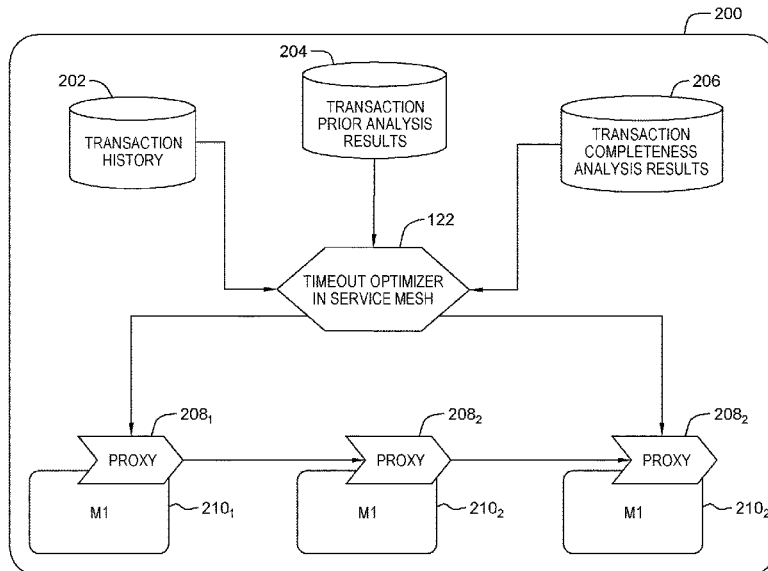 200
204
202
206
TRANSACTION
PRIOR ANALYSIS
RESULTS
TRANSACTION
HISTORY
TRANSACTION
COMPLETENESS
ANALYSIS RESULTS
122
TIMEOUT OPTIMIZER
IN SERVICE MESH
208₁
208₂
208₂
PROXY
PROXY
PROXY
M1
210₁
M1
210₂
M1
210₂